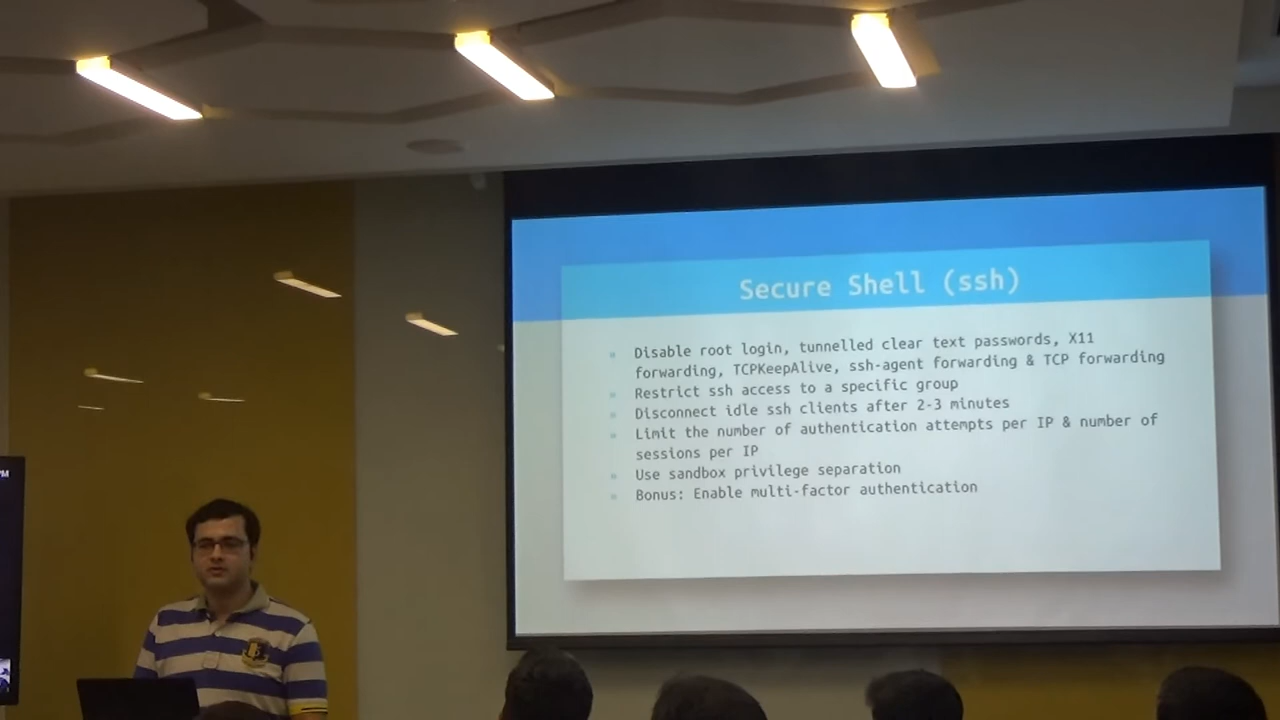 Secure Shell (ssh)
Disable root login, tunnelled clear text passwords, X11
forwarding, TCPKeepAlive, ssh-agent forwarding & TCP forwarding
Restrict ssh access to a specific group
Disconnect idle ssh clients after 2-3 minutes
Limit the number of authentication attempts per IP & number of
sessions per IP
Use sandbox privilege separation
Bonus: Enable multi-factor authentication